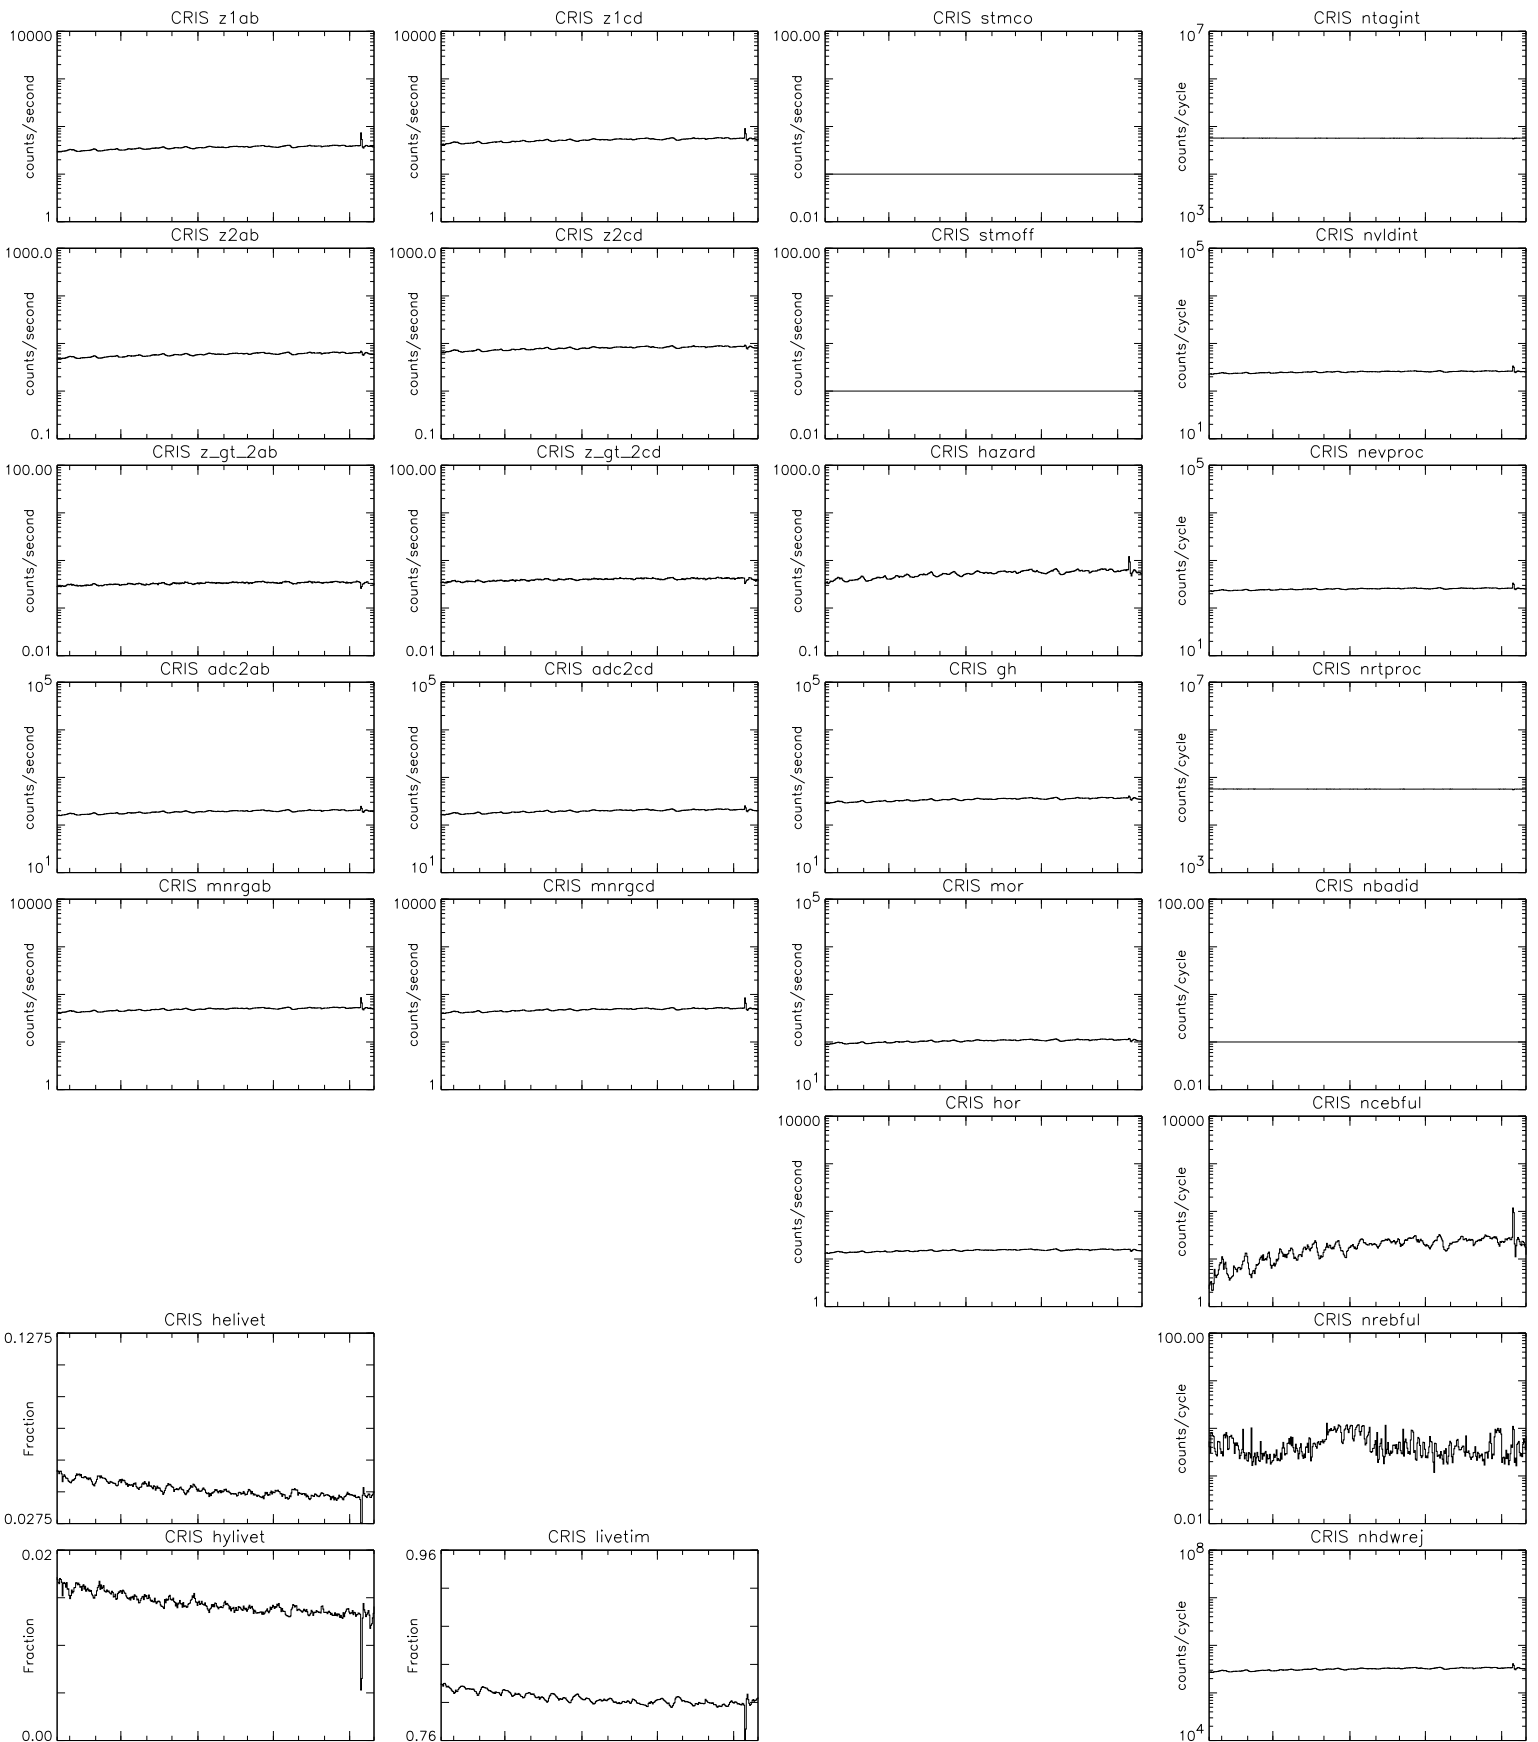 CRIS z1ab
10000
counts/second
1
CRIS z1cd
10000
counts/second
1
CRIS stmco
100.00
counts/second
0.01
CRIS ntagint
10^7
counts/cycle
10^3
CRIS z2ab
1000.0
counts/second
0.1
CRIS z2cd
1000.0
counts/second
0.1
CRIS stmoff
100.00
counts/second
0.01
CRIS nvldint
10^5
counts/cycle
10^1
CRIS z_gt_2ab
100.00
counts/second
0.01
CRIS z_gt_2cd
100.00
counts/second
0.01
CRIS hazard
1000.0
counts/second
0.1
CRIS nevproc
10^5
counts/cycle
10^1
CRIS adc2ab
10^5
counts/second
10^1
CRIS adc2cd
10^5
counts/second
10^1
CRIS gh
10^5
counts/second
10^1
CRIS nrtproc
10^7
counts/cycle
10^3
CRIS mnrgab
10000
counts/second
1
CRIS mnrgcd
10000
counts/second
1
CRIS mor
10^5
counts/second
10^1
CRIS nbadid
100.00
counts/cycle
0.01
CRIS hor
10000
counts/second
1
CRIS ncebful
10000
counts/cycle
1
CRIS helivet
0.1275
Fraction
0.0275
CRIS nrebful
100.00
counts/cycle
0.01
CRIS hylivet
0.02
Fraction
0.00
CRIS livetim
0.96
Fraction
0.76
CRIS nhdwrej
10^8
counts/cycle
10^4